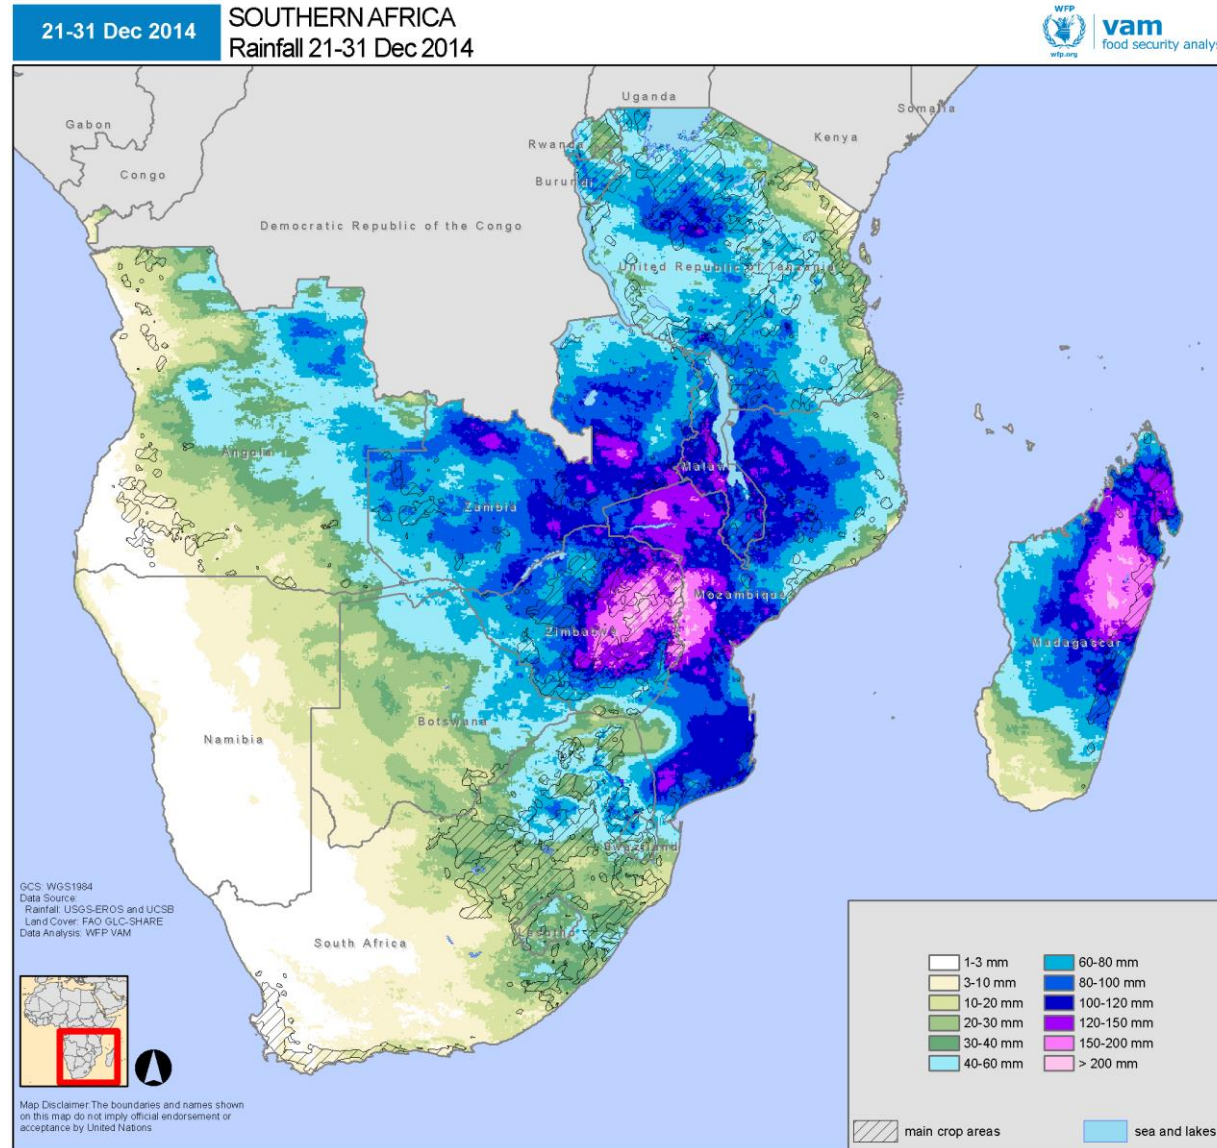 21-31 Dec 2014
SOUTHERN AFRICA
Rainfall 21-31 Dec 2014
WFP
wfp.org
vam
food security analys
Uganda
Somalia
Gabon
Kenya
Rwanda
Congo
Burundi
Democratic Republic of the Congo
United Republic of Tanzania
Angola
Malawi
Zambia
Mozambique
Zimbabwe
Madagascar
Botswana
Namibia
Swaziland
Lesotho
South Africa
GCS: WGS1984
Data Source:
Rainfall: USGS-EROS and UCSB
Land Cover: FAO GLC-SHARE
Data Analysis: WFP VAM
Map Disclaimer:The boundaries and names shown
on this map do not imply official endorsement or
acceptance by United Nations
1-3 mm
3-10 mm
10-20 mm
20-30 mm
30-40 mm
40-60 mm
60-80 mm
80-100 mm
100-120 mm
120-150 mm
150-200 mm
> 200 mm
main crop areas
sea and lakes